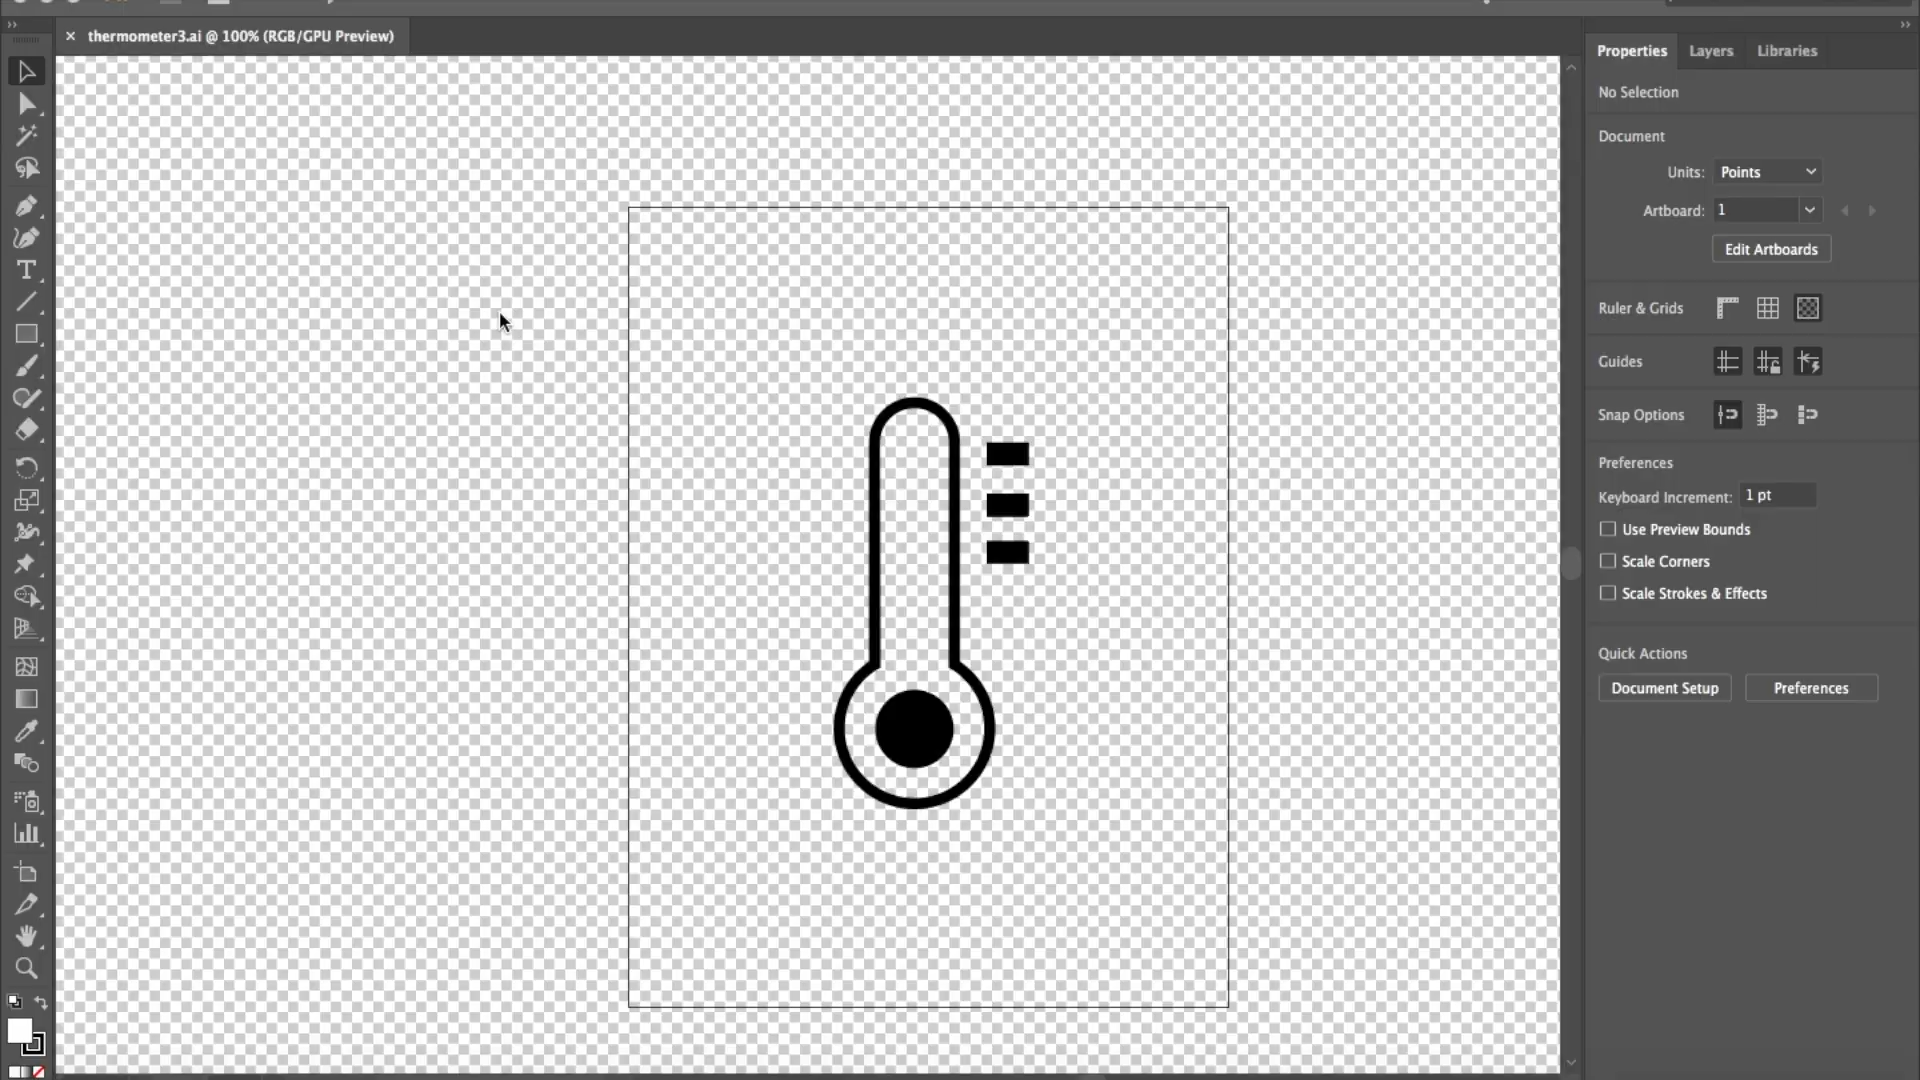 thermometer3.ai @ 100% (RGB/GPU Preview)
Properties Layers Libraries
No Selection
Document
Units: Points
Artboard: 1
Edit Artboards
Ruler & Grids
Guides
Snap Options
Preferences
Keyboard Increment: 1 pt
Use Preview Bounds
Scale Corners
Scale Strokes & Effects
Quick Actions
Document Setup Preferences